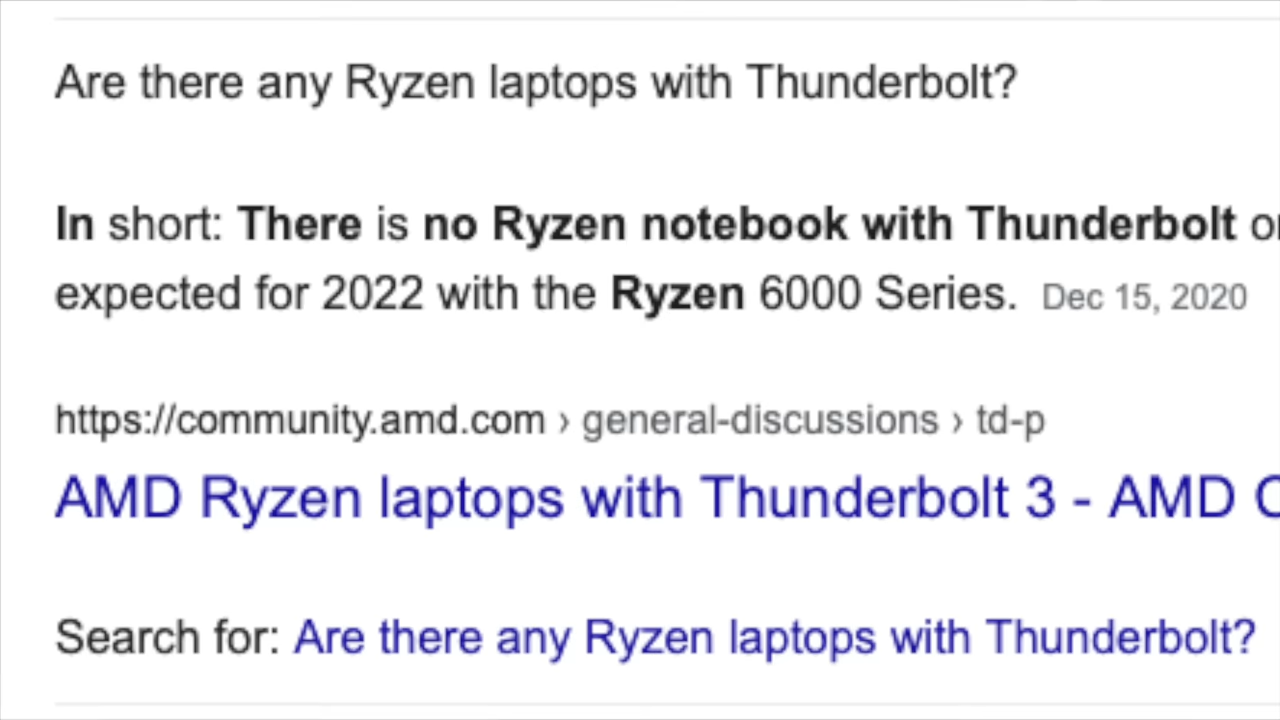 Are there any Ryzen laptops with Thunderbolt?
In short: There is no Ryzen notebook with Thunderbolt
expected for 2022 with the Ryzen 6000 Series. Dec 15, 2020
https://community.amd.com › general-discussions › td-p
AMD Ryzen laptops with Thunderbolt 3 - AMD
Search for: Are there any Ryzen laptops with Thunderbolt?